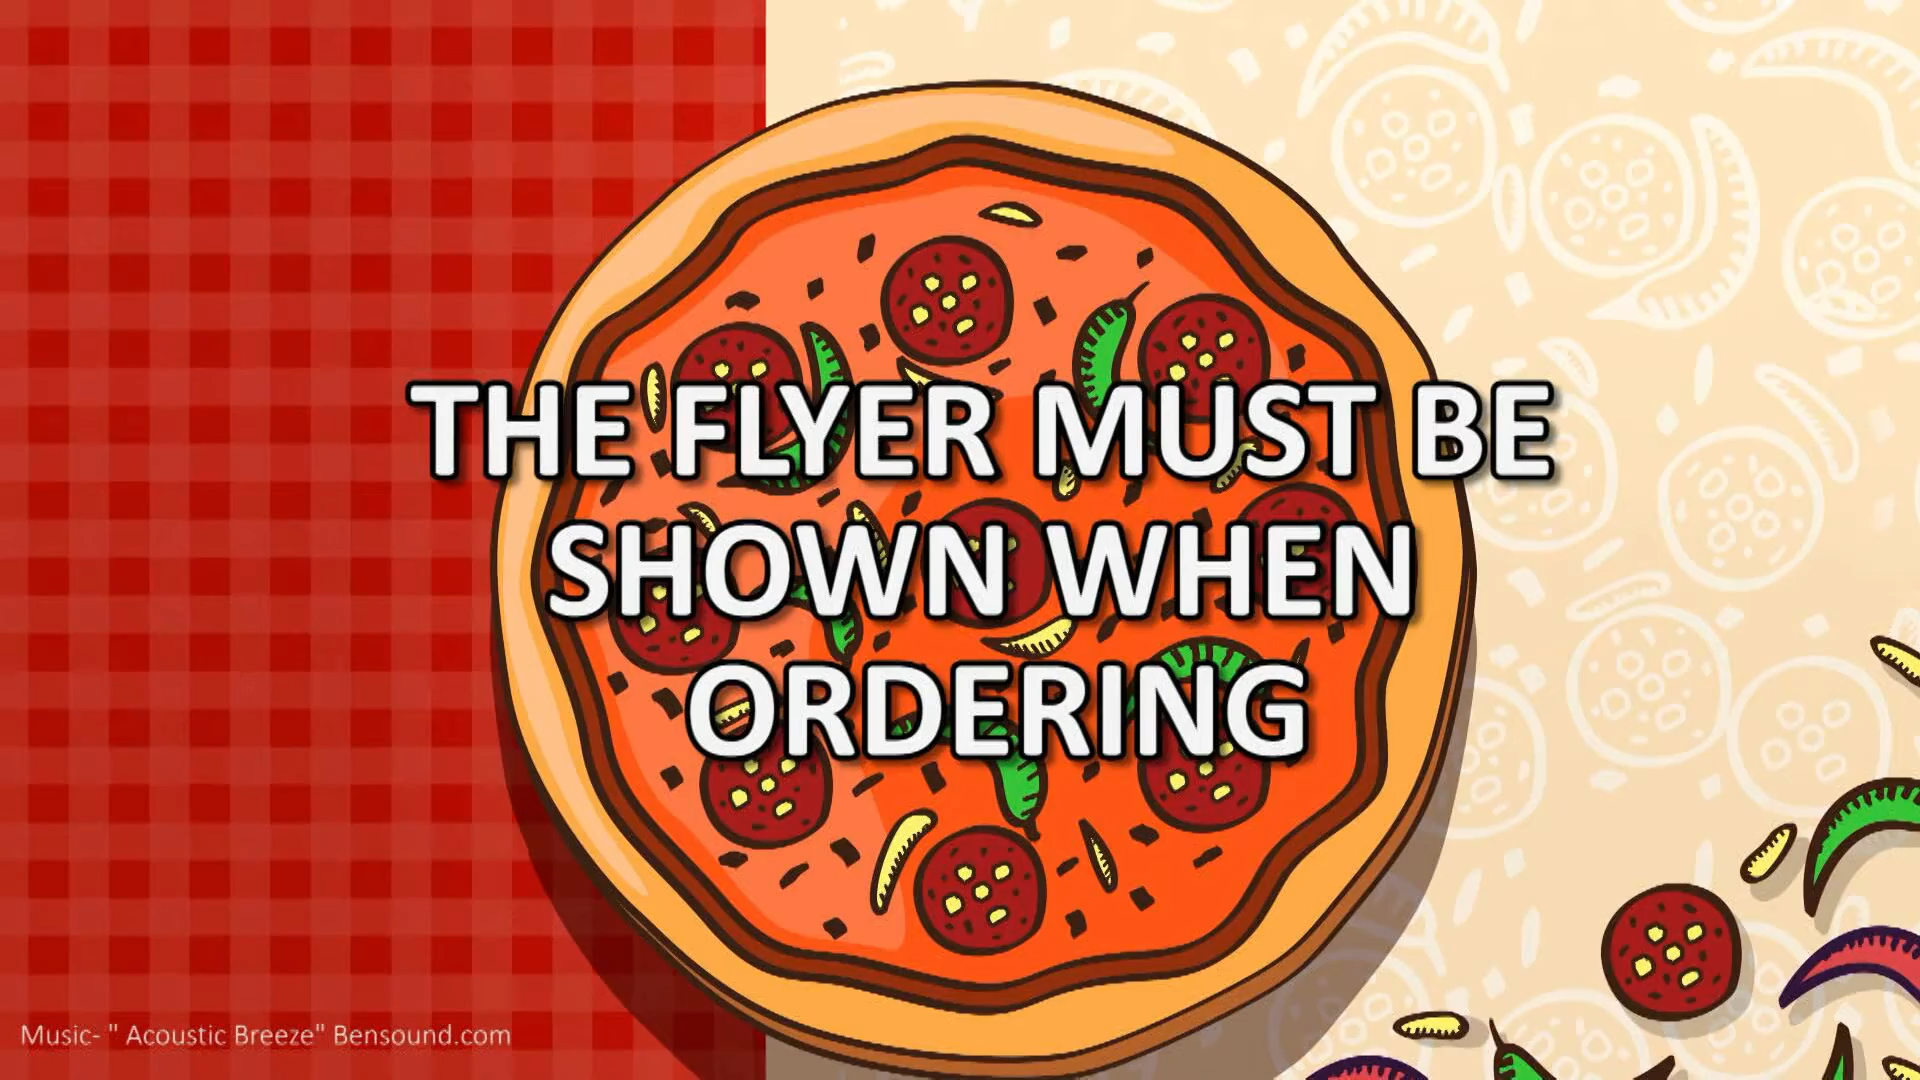 THE FLYER MUST BE
SHOWN WHEN
ORDERING
Music- " Acoustic Breeze" Bensound.com